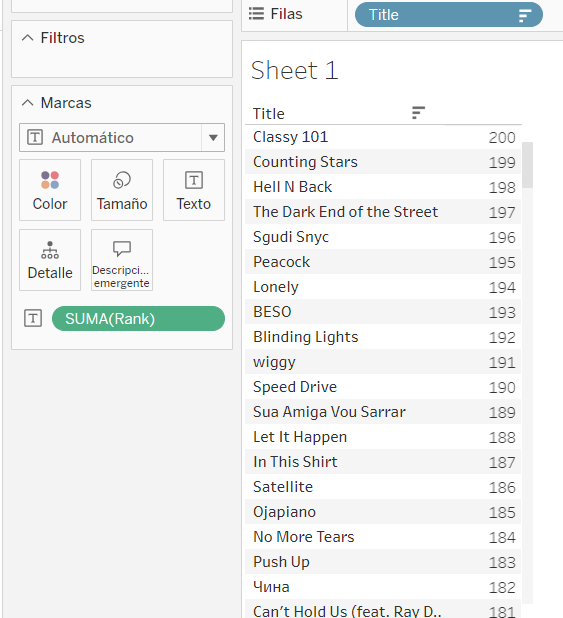 Filas
Title
Filtros
Marcas
Automático
Color
Tamaño
Texto
Detalle
Descripci...
emergente
SUMA(Rank)
Sheet 1
Title
Classy 101 200
Counting Stars 199
Hell N Back 198
The Dark End of the Street 197
Sgudi Snyc 196
Peacock 195
Lonely 194
BESO 193
Blinding Lights 192
wiggy 191
Speed Drive 190
Sua Amiga Vou Sarrar 189
Let It Happen 188
In This Shirt 187
Satellite 186
Ojapiano 185
No More Tears 184
Push Up 183
Чина 182
Can't Hold Us (feat. Ray D.. 181